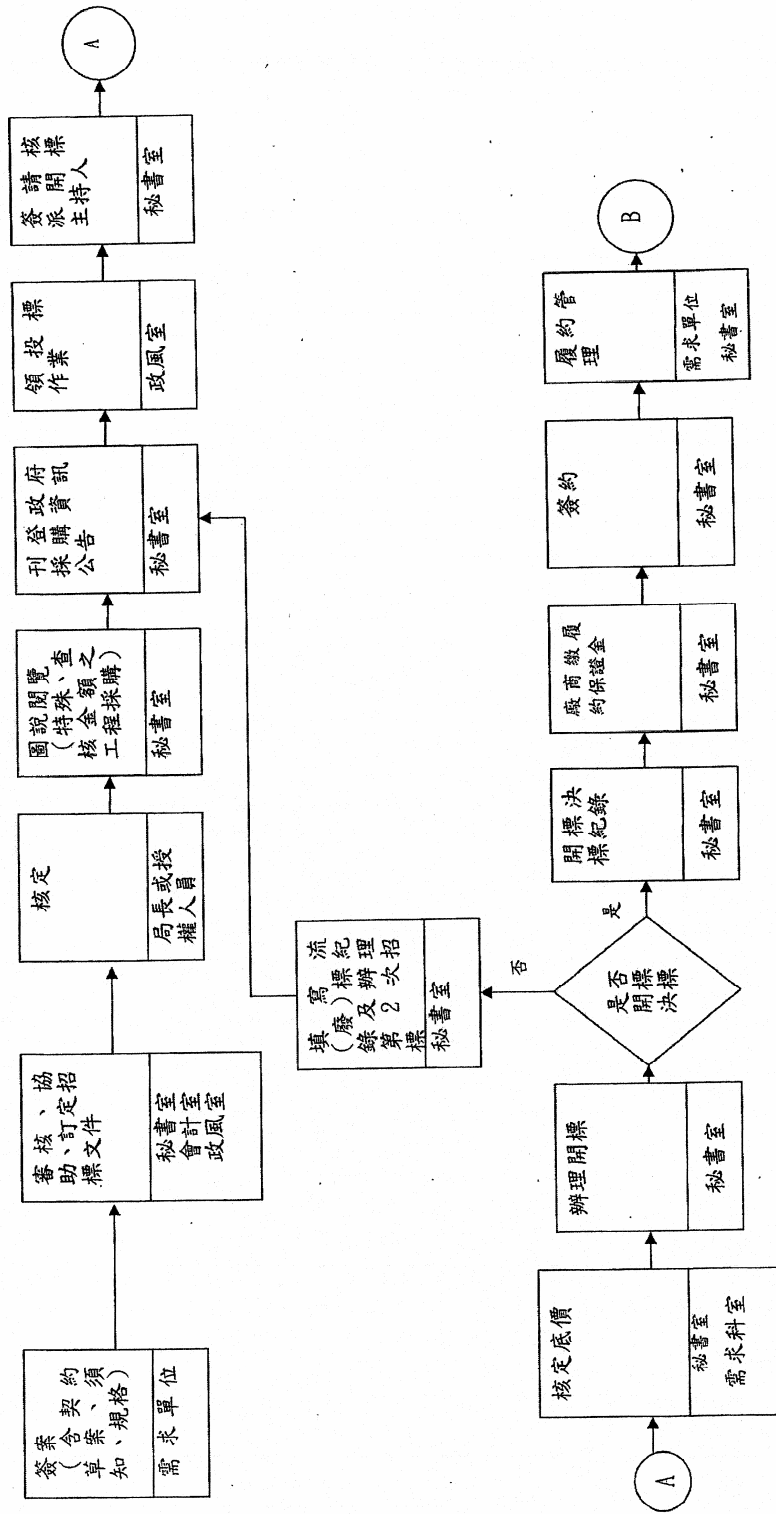 簽案
(含契約
草案、須
知、規格)
需求單位
審核、協
助、訂定招
標文件
秘書室
會計室
政風室
核定
局長或授
權人員
圖說閱覽
(特殊、查
核金額之
工程採購)
秘書室
刊登政府
採購資訊
公告
秘書室
領投標
作業
政風室
簽請核
派開標
主持人
秘書室
A
填寫流
(廢)標紀
錄及辦理
第2次招
標
秘書室
A
核定底價
秘書室
需求科室
辦理開標
秘書室
是否
開標
決標
否
是
開標決
標紀錄
秘書室
廠商繳履
約保證金
秘書室
簽約
秘書室
履約管
理
需求單位
秘書室
B